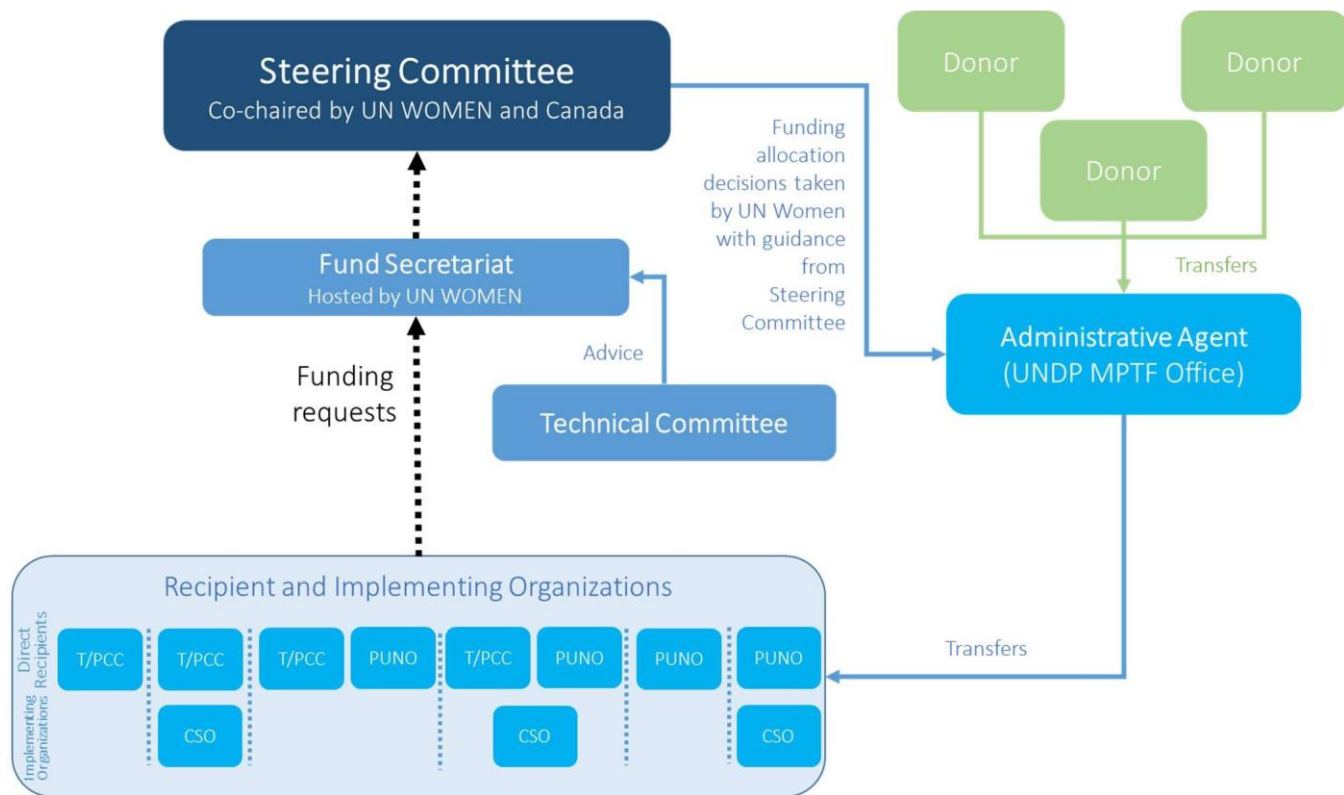 Steering Committee
Co-chaired by UN WOMEN and Canada
Donor
Donor
Donor
Funding
allocation
decisions taken
by UN Women
with guidance
from
Steering
Committee
Transfers
Fund Secretariat
Hosted by UN WOMEN
Administrative Agent
(UNDP MPTF Office)
Advice
Funding
requests
Technical Committee
Recipient and Implementing Organizations
Direct
Recipients
T/PCC
T/PCC
T/PCC
PUNO
T/PCC
PUNO
PUNO
PUNO
Transfers
Implementing
Organizations
CSO
CSO
CSO